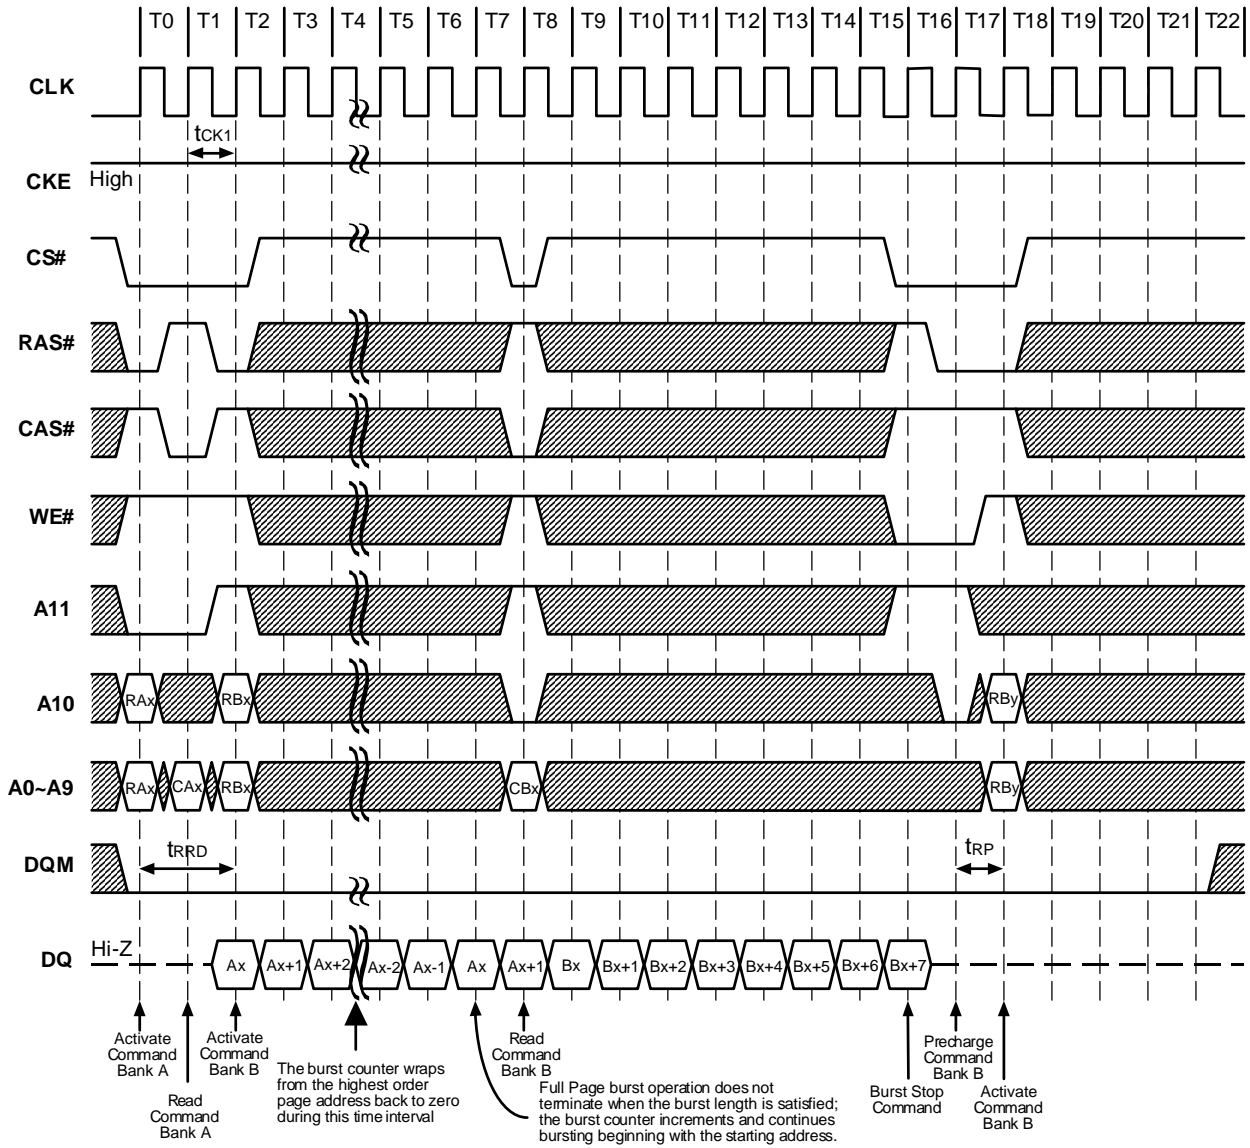 T0 T1 T2 T3 T4 T5 T6 T7 T8 T9 T10 T11 T12 T13 T14 T15 T16 T17 T18 T19 T20 T21 T22
CLK
tCK1
CKE High
CS#
RAS#
CAS#
WE#
A11
A10 RAx RBx RBy
A0~A9 RAx CAx RBx CBx RBy
DQM tRRD tRP
DQ Hi-Z Ax Ax+1 Ax+2 Ax-2 Ax-1 Ax Ax+1 Bx Bx+1 Bx+2 Bx+3 Bx+4 Bx+5 Bx+6 Bx+7
Activate
Command
Bank A
Read
Command
Bank A
Activate
Command
Bank B
The burst counter wraps
from the highest order
page address back to zero
during this time interval
Read
Command
Bank B
Full Page burst operation does not
terminate when the burst length is satisfied;
the burst counter increments and continues
bursting beginning with the starting address.
Burst Stop
Command
Precharge
Command
Bank B
Activate
Command
Bank B